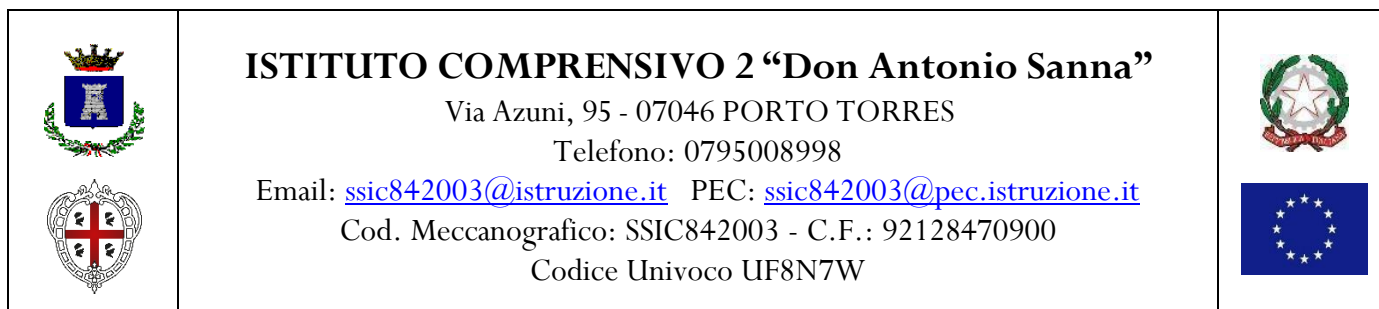 ISTITUTO COMPRENSIVO 2 “Don Antonio Sanna”
Via Azuni, 95 - 07046 PORTO TORRES
Telefono: 0795008998
Email: ssic842003@istruzione.it PEC: ssic842003@pec.istruzione.it
Cod. Meccanografico: SSIC842003 - C.F.: 92128470900
Codice Univoco UF8N7W